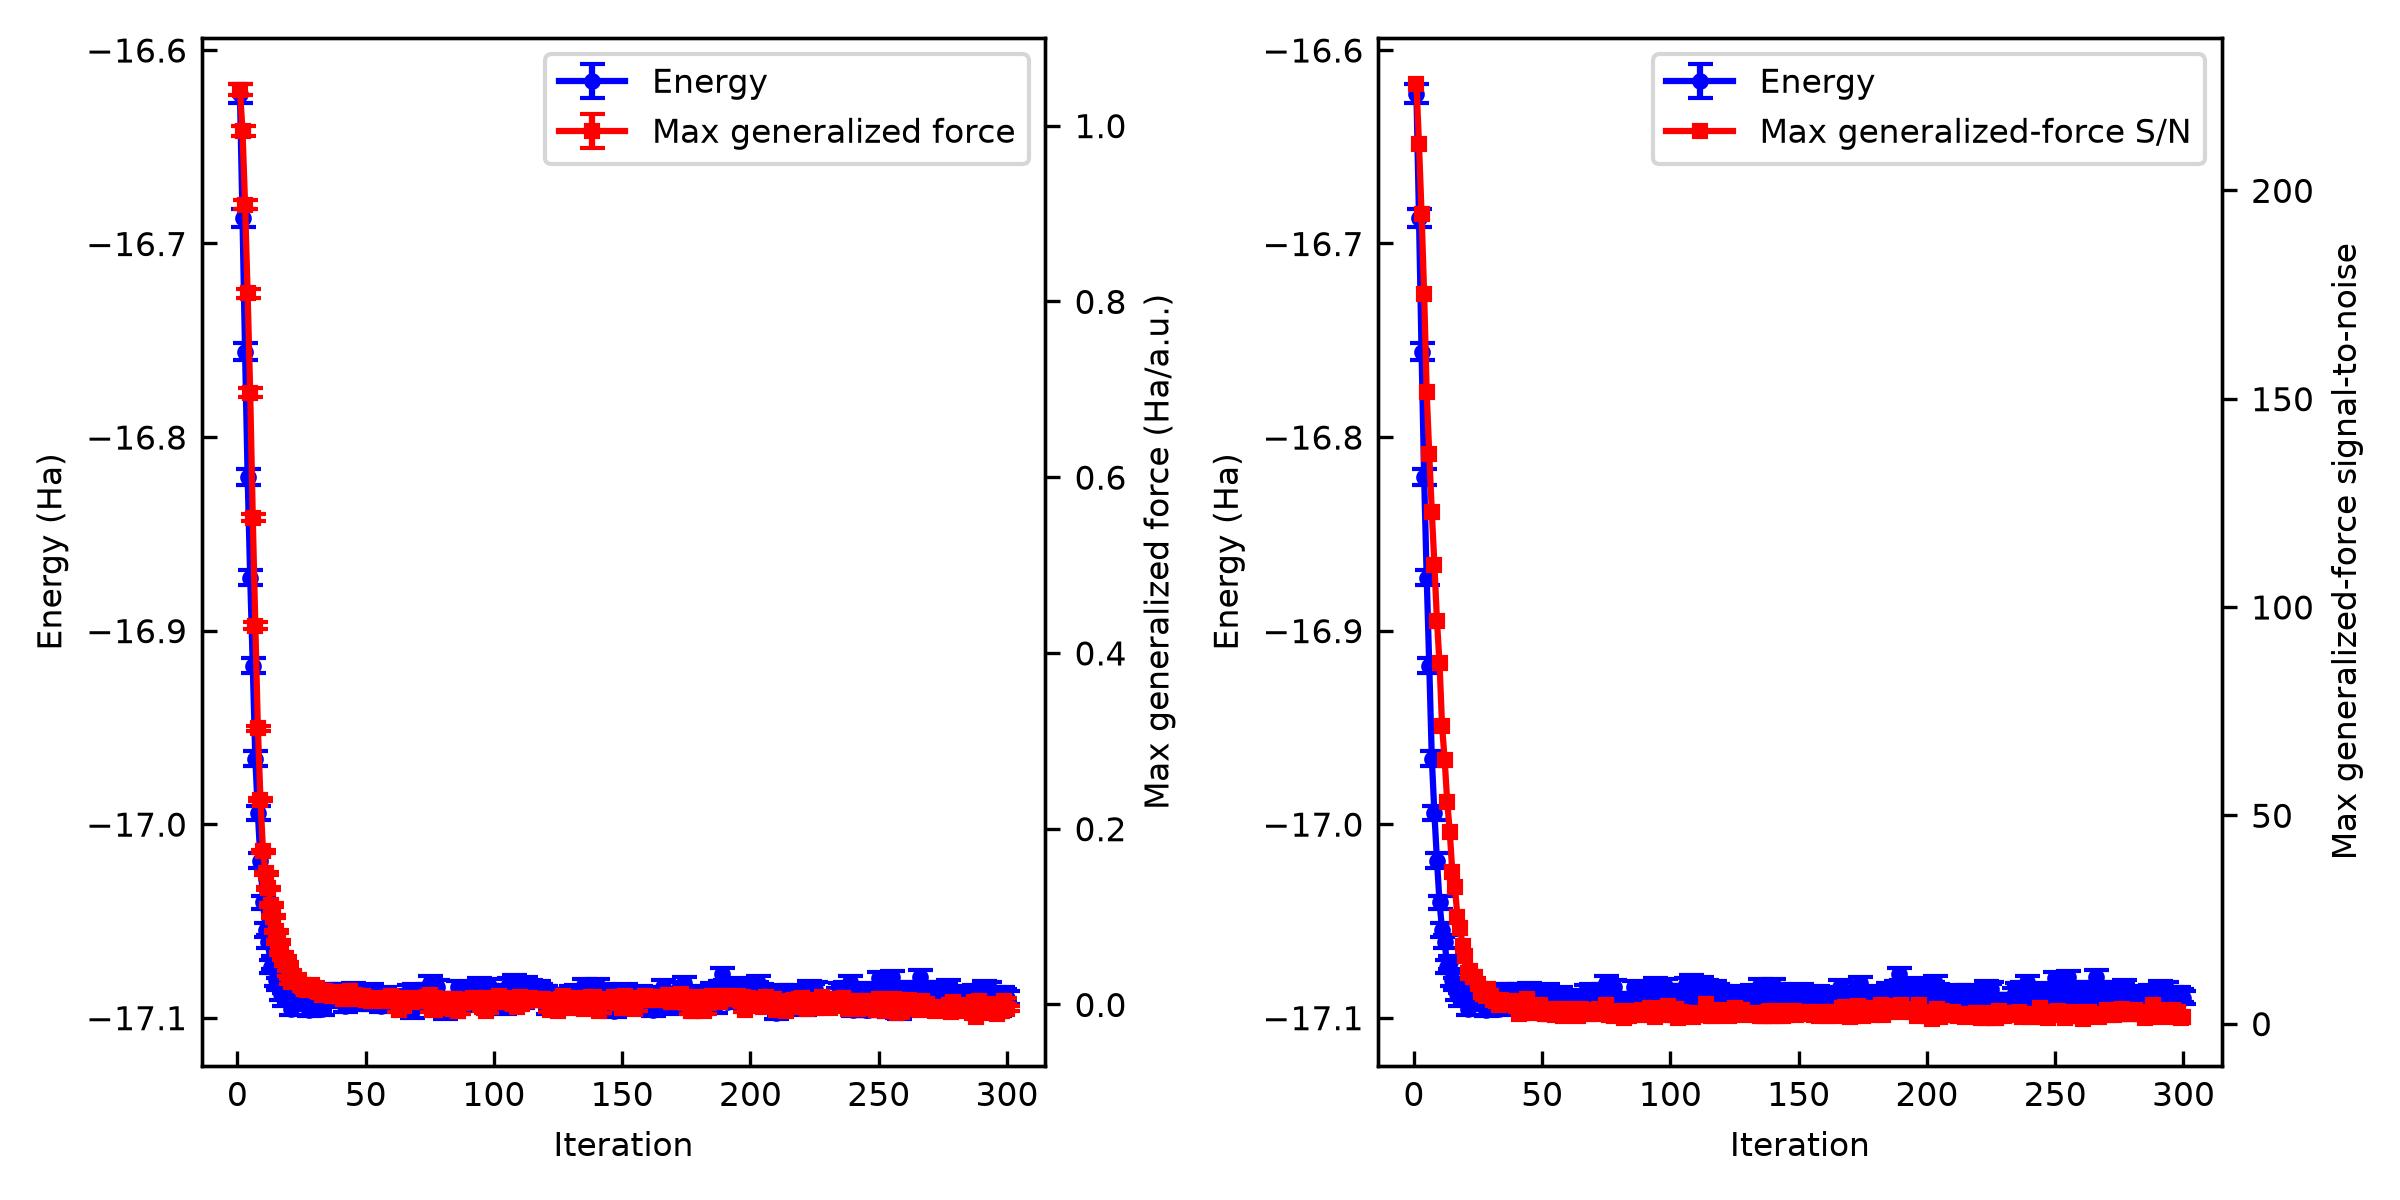 Energy
Max generalized force
−16.6
−16.7
−16.8
−16.9
−17.0
−17.1
Energy (Ha)
1.0
0.8
0.6
0.4
0.2
0.0
Max generalized force (Ha/a.u.)
0 50 100 150 200 250 300
Iteration
Energy
Max generalized-force S/N
−16.6
−16.7
−16.8
−16.9
−17.0
−17.1
Energy (Ha)
200
150
100
50
0
Max generalized-force signal-to-noise
0 50 100 150 200 250 300
Iteration